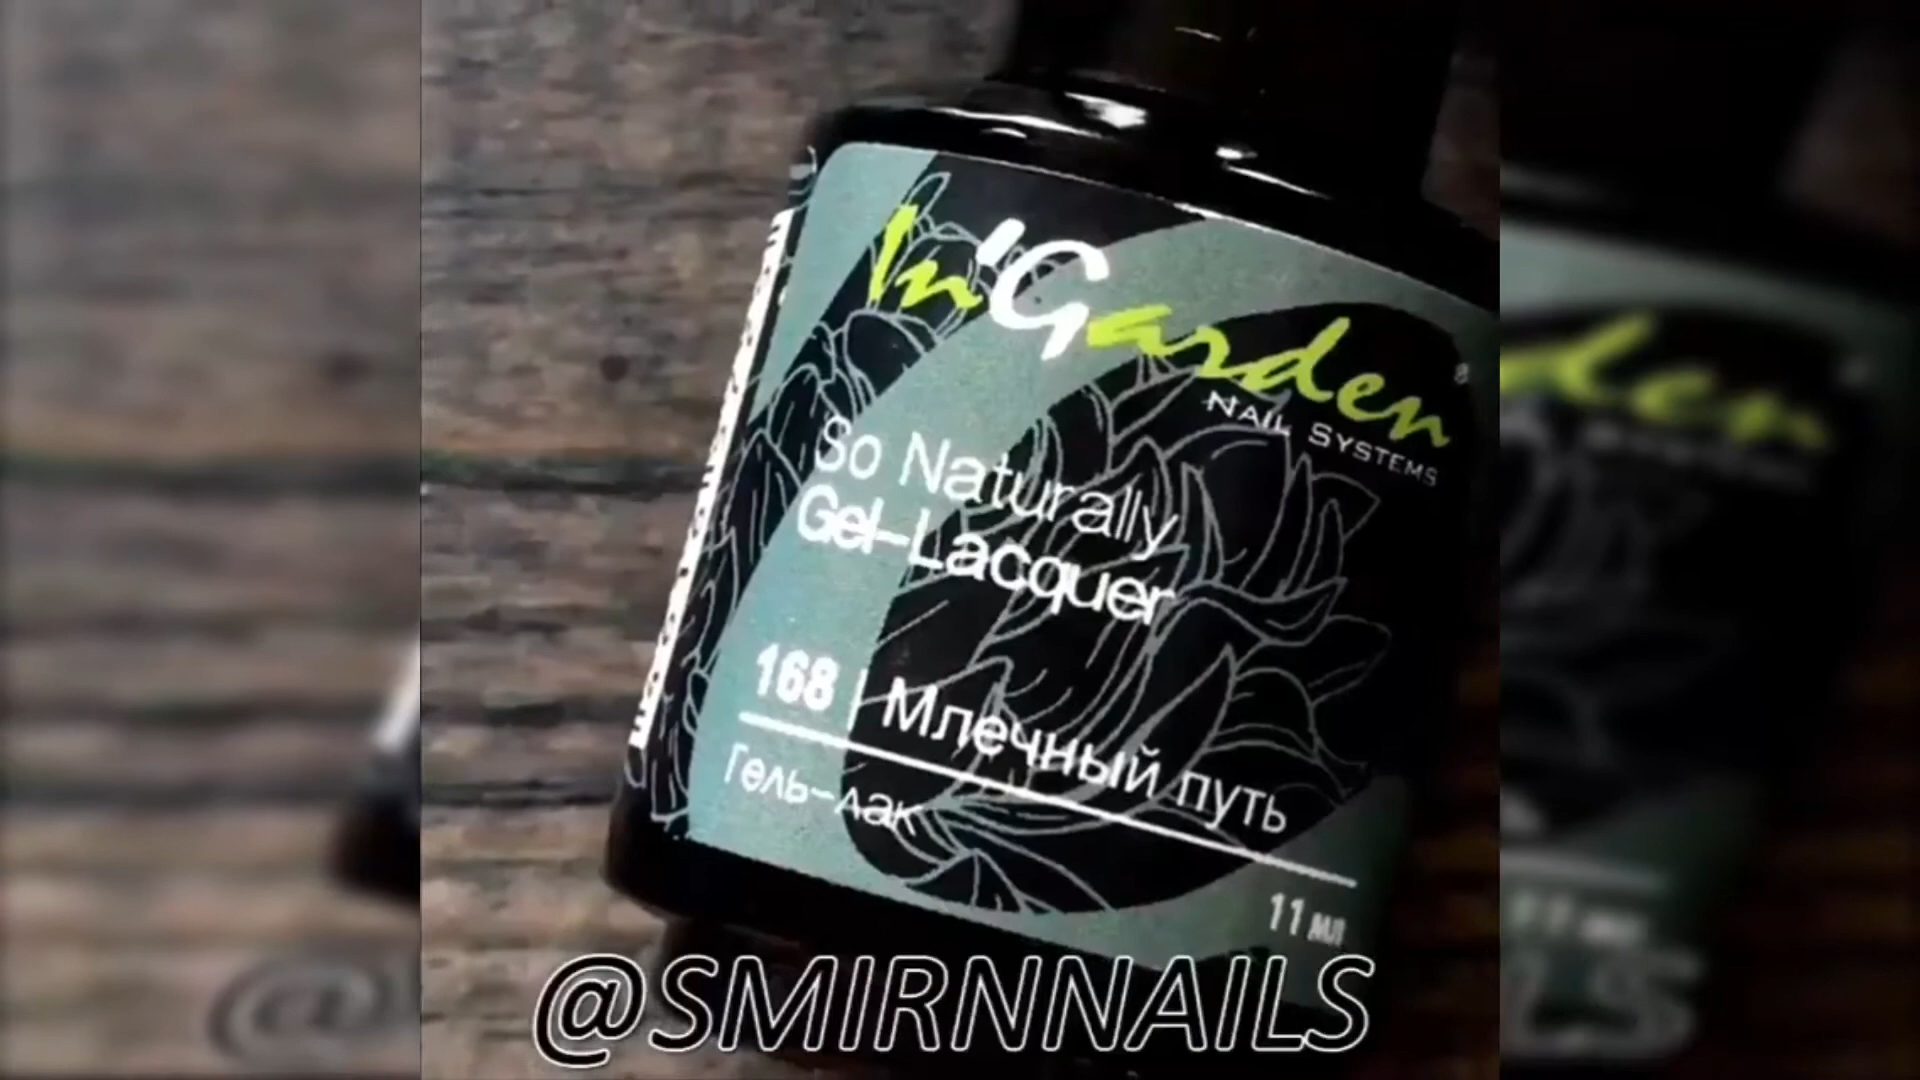 In'Garden
NAIL SYSTEMS
So Naturally
Gel-Lacquer
168 | Млечный путь
Гель-лак
11 мл
@SMIRNNAILS